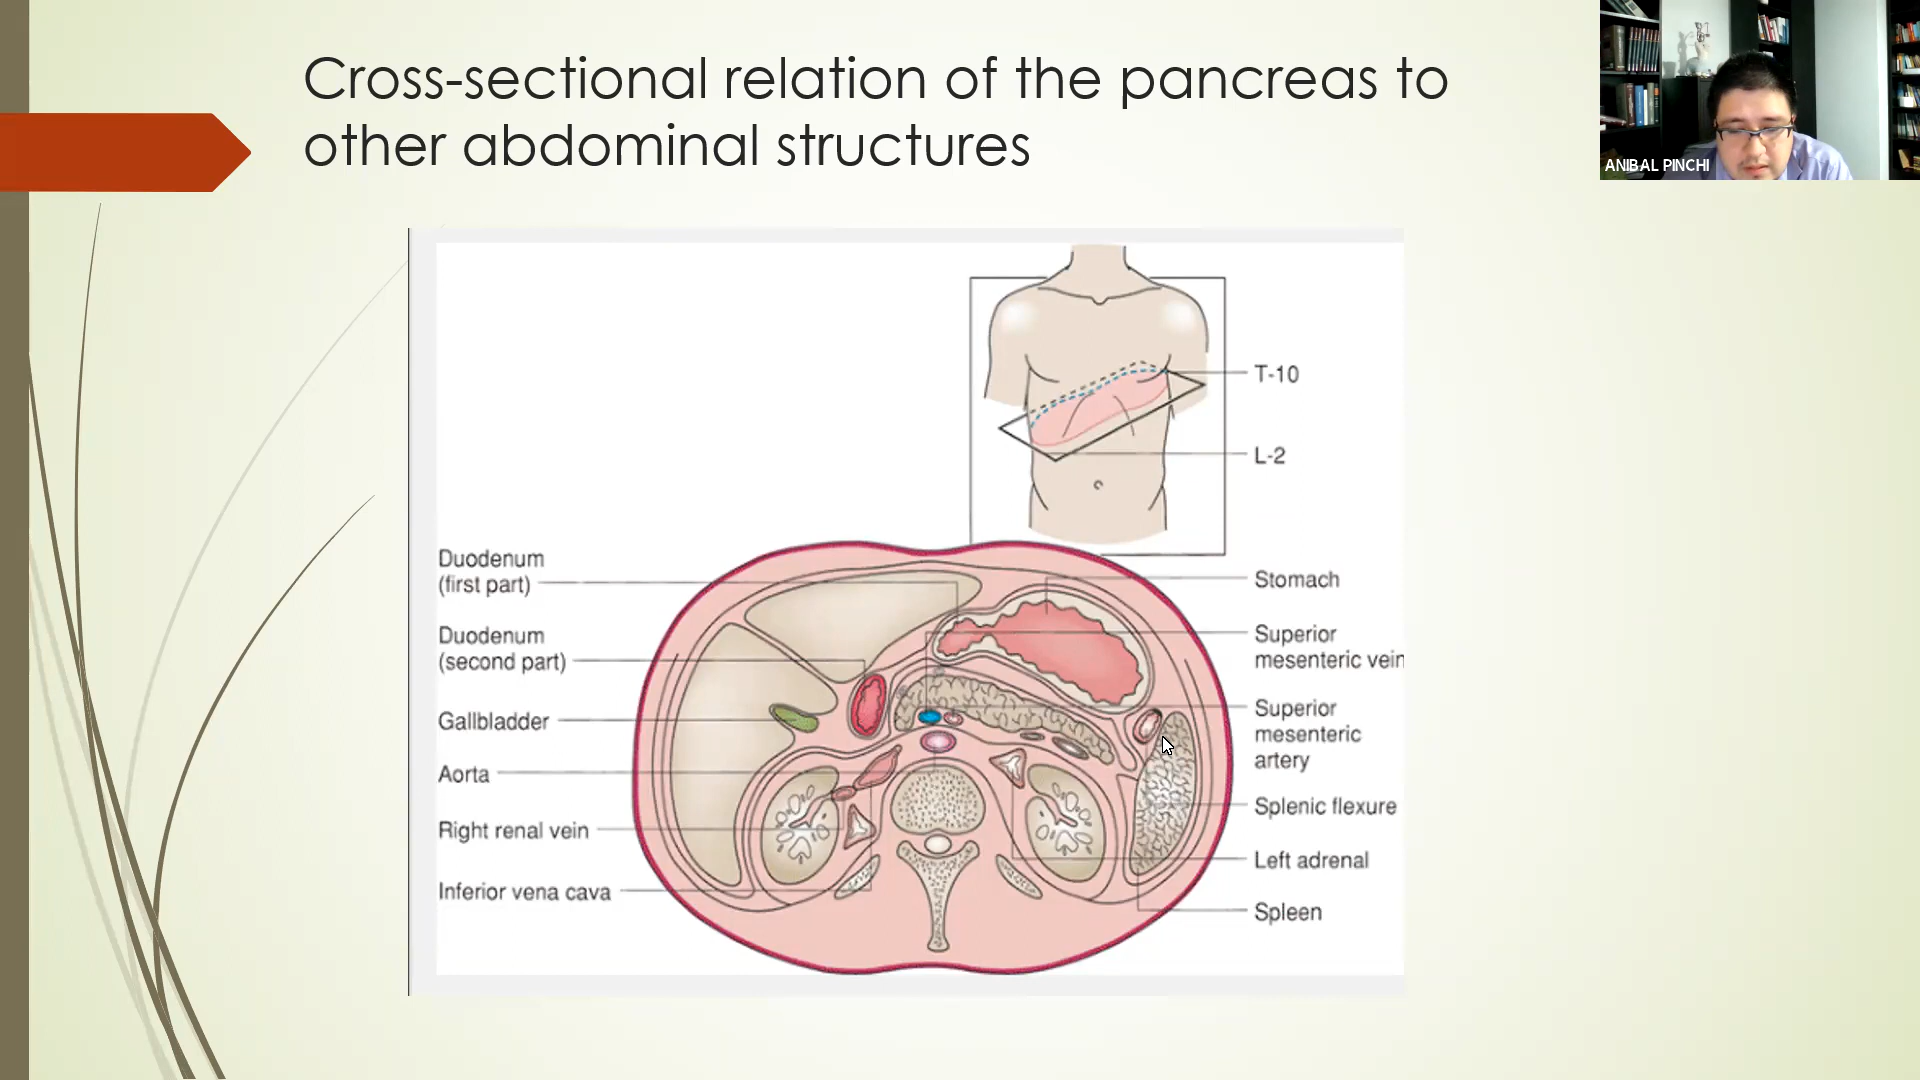 Cross-sectional relation of the pancreas to
other abdominal structures
ANIBAL PINCHI
T-10
L-2
Duodenum
(first part)
Duodenum
(second part)
Gallbladder
Aorta
Right renal vein
Inferior vena cava
Stomach
Superior
mesenteric vein
Superior
mesenteric
artery
Splenic flexure
Left adrenal
Spleen